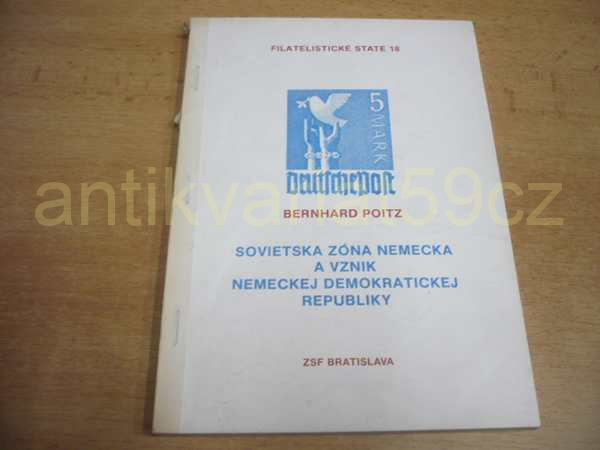 FILATELISTICKÉ STATE 18
5
MARK
Deutsche Post
antikvariat59cz
BERNHARD POITZ
SOVIETSKA ZÓNA NEMECKA
A VZNIK
NEMECKEJ DEMOKRATICKEJ
REPUBLIKY
ZSF BRATISLAVA